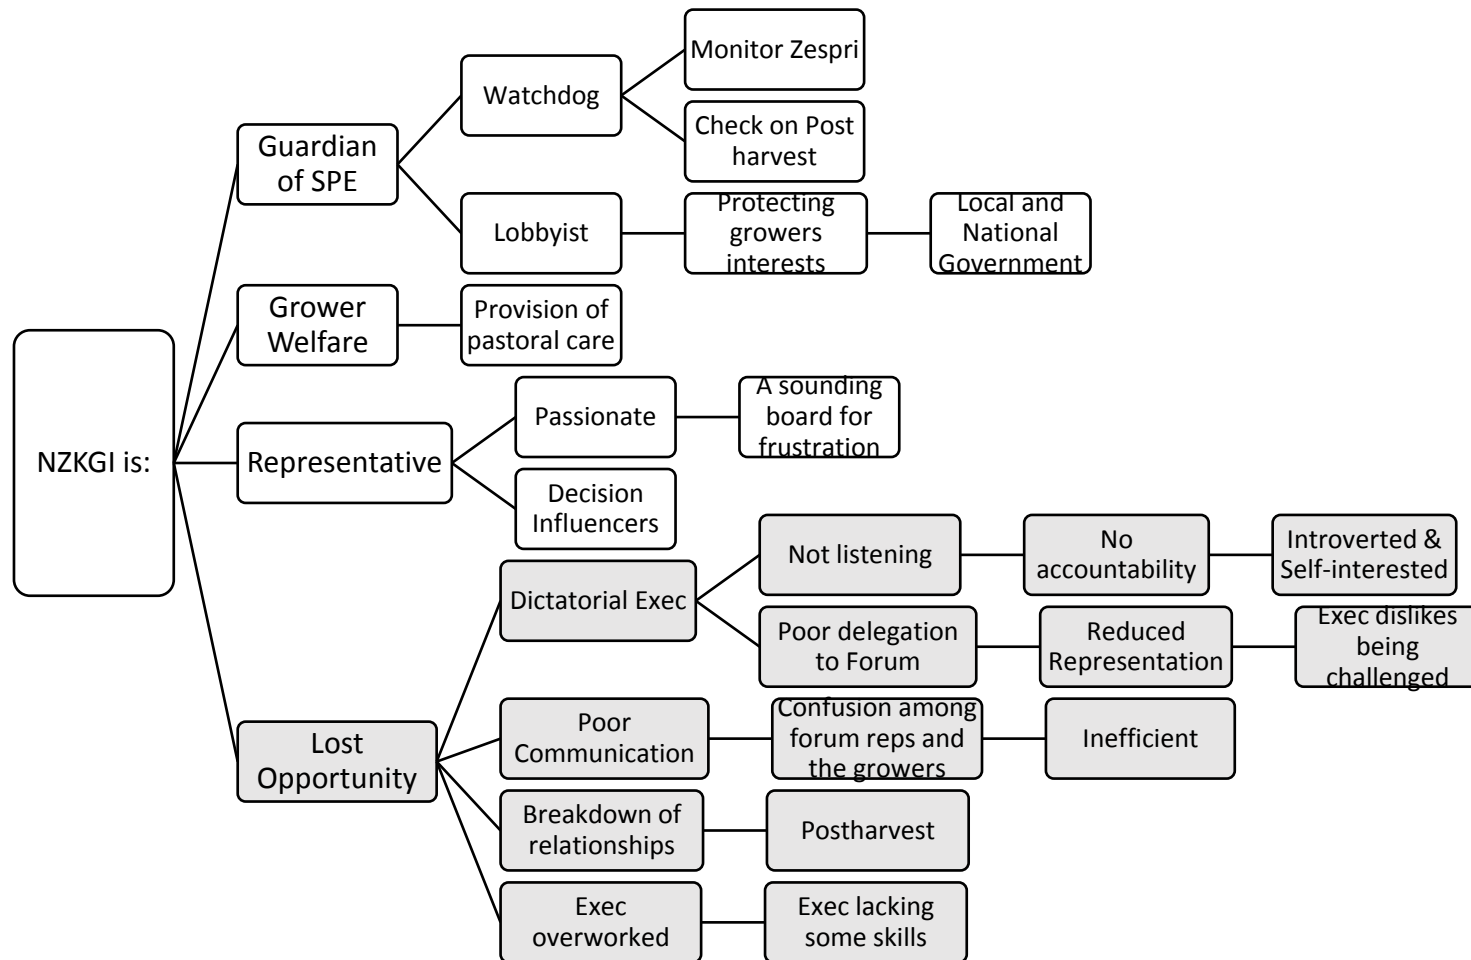 NZKGI is:
Guardian
of SPE
Watchdog
Monitor Zespri
Check on Post
harvest
Lobbyist
Protecting
growers
interests
Local and
National
Government
Grower
Welfare
Provision of
pastoral care
Representative
Passionate
A sounding
board for
frustration
Decision
Influencers
Lost
Opportunity
Dictatorial Exec
Not listening
No
accountability
Introverted &
Self-interested
Poor delegation
to Forum
Reduced
Representation
Exec dislikes
being
challenged
Poor
Communication
Confusion among
forum reps and
the growers
Inefficient
Breakdown of
relationships
Postharvest
Exec
overworked
Exec lacking
some skills